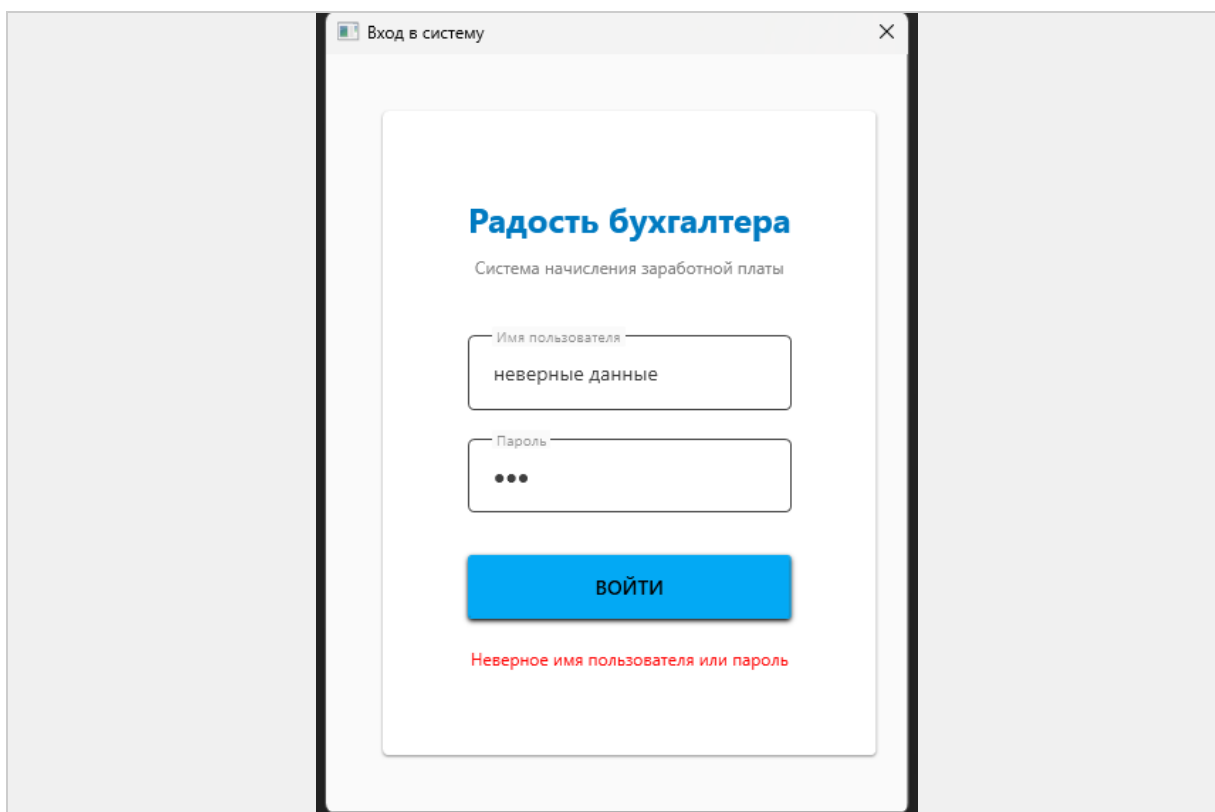 Вход в систему
Радость бухгалтера
Система начисления заработной платы
Имя пользователя
неверные данные
Пароль
●●●
ВОЙТИ
Неверное имя пользователя или пароль